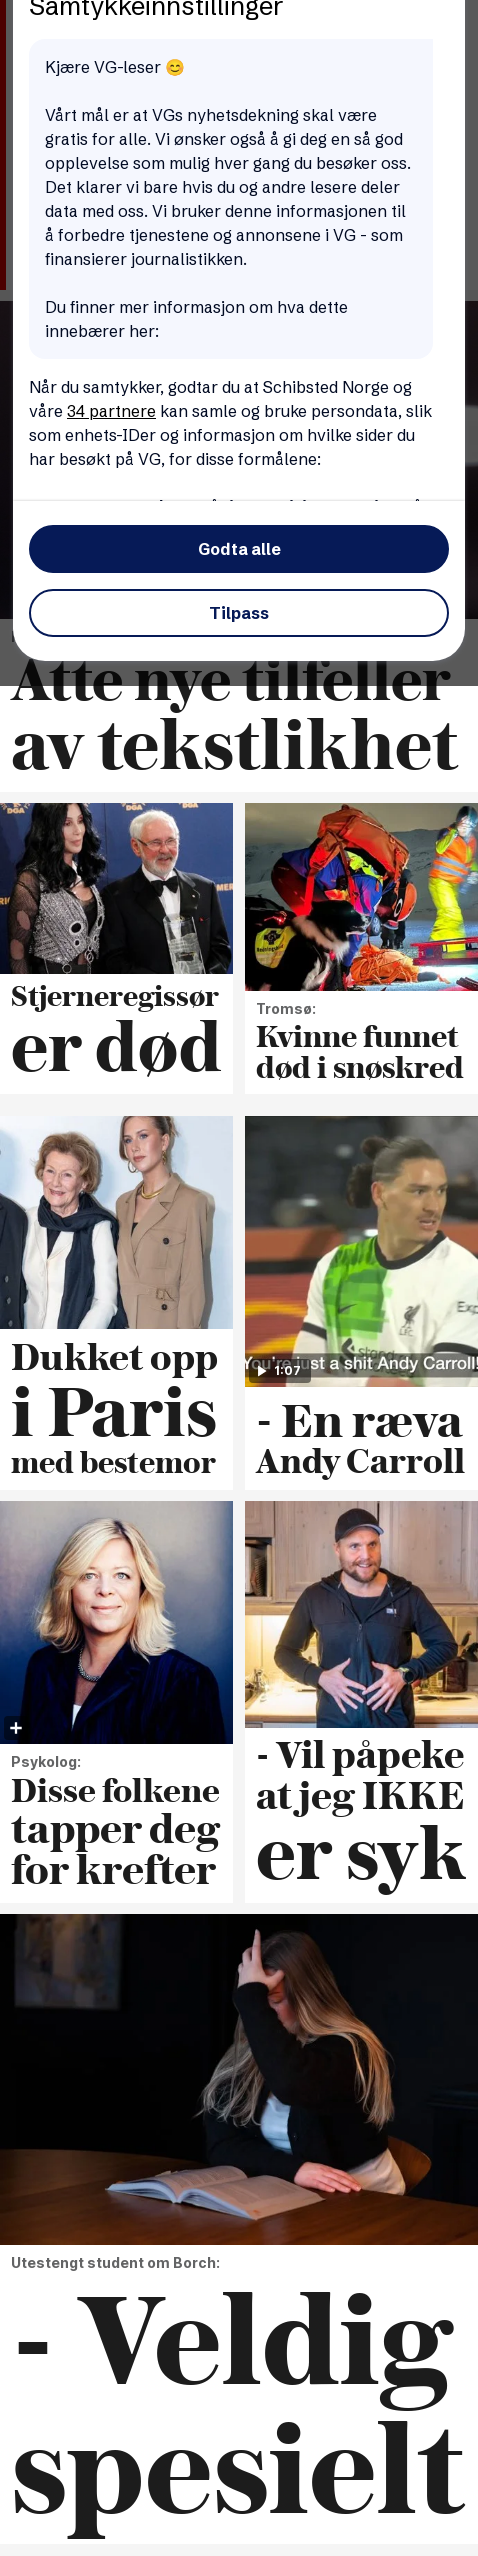 Samtykkeinnstillinger
Kjære VG-leser 😊
Vårt mål er at VGs nyhetsdekning skal være
gratis for alle. Vi ønsker også å gi deg en så god
opplevelse som mulig hver gang du besøker oss.
Det klarer vi bare hvis du og andre lesere deler
data med oss. Vi bruker denne informasjonen til
å forbedre tjenestene og annonsene i VG - som
finansierer journalistikken.
Du finner mer informasjon om hva dette
innebærer her:
Når du samtykker, godtar du at Schibsted Norge og
våre 34 partnere kan samle og bruke persondata, slik
som enhets-IDer og informasjon om hvilke sider du
har besøkt på VG, for disse formålene:
Godta alle
Tilpass
Åtte nye tilfeller
av tekstlikhet
DGA
Stjerneregissør
er død
Tromsø:
Kvinne funnet
død i snøskred
Dukket opp
i Paris
med bestemor
You're just a shit Andy Carroll!
1:07
- En ræva
Andy Carroll
Psykolog:
Disse folkene
tapper deg
for krefter
- Vil påpeke
at jeg IKKE
er syk
Utestengt student om Borch:
- Veldig
spesielt